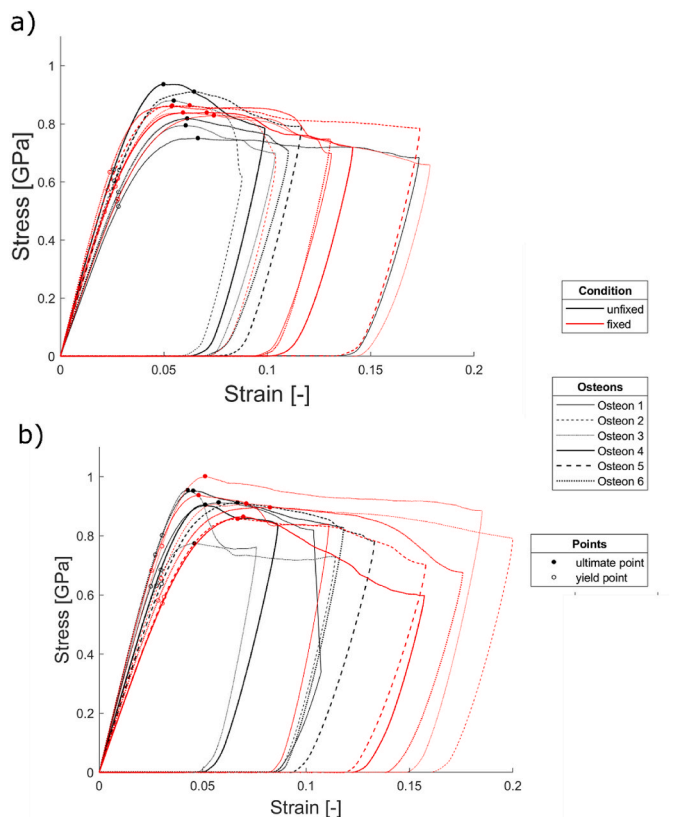 a)
1
0.8
0.6
0.4
0.2
0
Stress [GPa]
0
0.05
0.1
0.15
0.2
Strain [-]
Condition
unfixed
fixed
Osteons
Osteon 1
Osteon 2
Osteon 3
Osteon 4
Osteon 5
Osteon 6
b)
1
0.8
0.6
0.4
0.2
0
Stress [GPa]
0
0.05
0.1
0.15
0.2
Strain [-]
Points
ultimate point
yield point